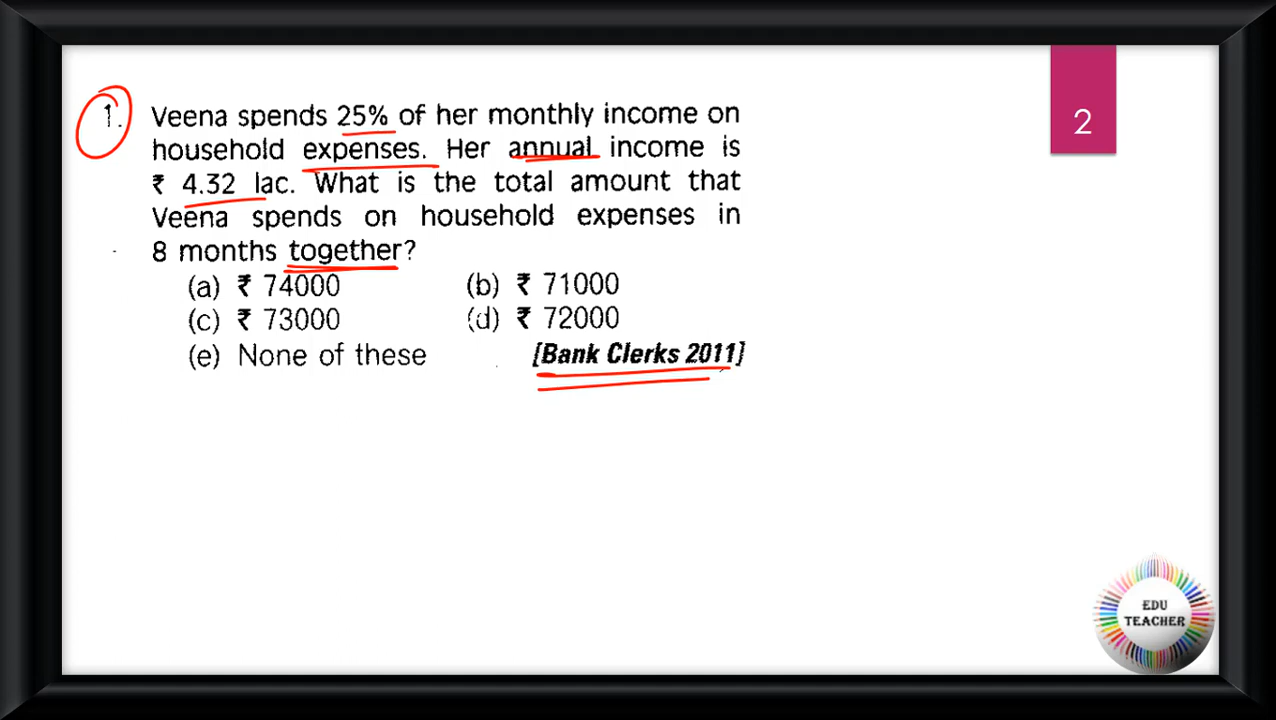 2
1. Veena spends 25% of her monthly income on
household expenses. Her annual income is
₹ 4.32 lac. What is the total amount that
Veena spends on household expenses in
8 months together?
(a) ₹ 74000 (b) ₹ 71000
(c) ₹ 73000 (d) ₹ 72000
(e) None of these [Bank Clerks 2011]
EDU
TEACHER